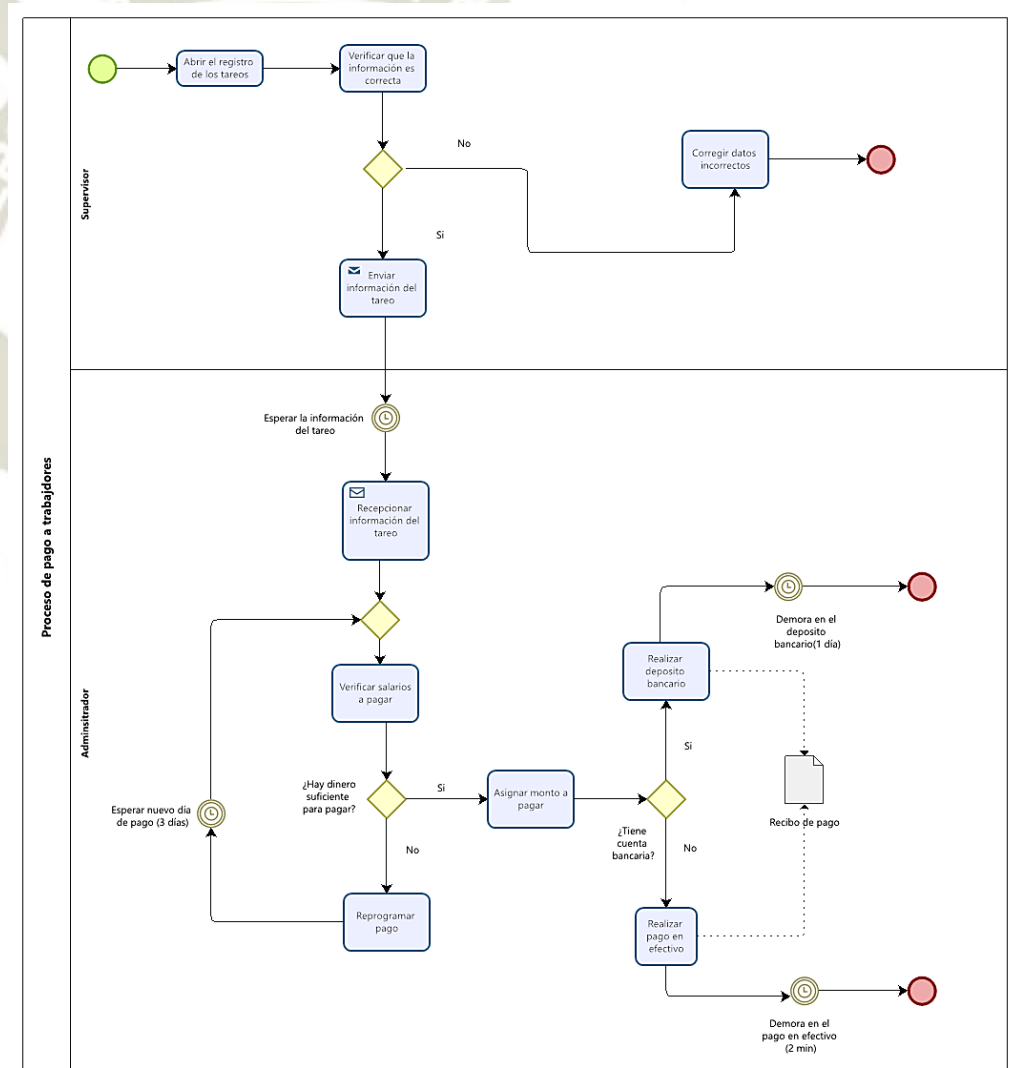 Proceso de pago a trabajdores
Supervisor
Abrir el registro
de los tareos
Verificar que la
información es
correcta
No
Corregir datos
incorrectos
Si
Enviar
información del
tareo
Adminsitrador
Esperar la información
del tareo
Recepcionar
información del
tareo
Verificar salarios
a pagar
¿Hay dinero
suficiente
para pagar?
Si
No
Esperar nuevo dia
de pago (3 días)
Reprogramar
pago
Asignar monto a
pagar
¿Tiene
cuenta
bancaria?
Si
No
Realizar
deposito
bancario
Demora en el
deposito
bancario(1 día)
Recibo de pago
Realizar
pago en
efectivo
Demora en el
pago en efectivo
(2 min)